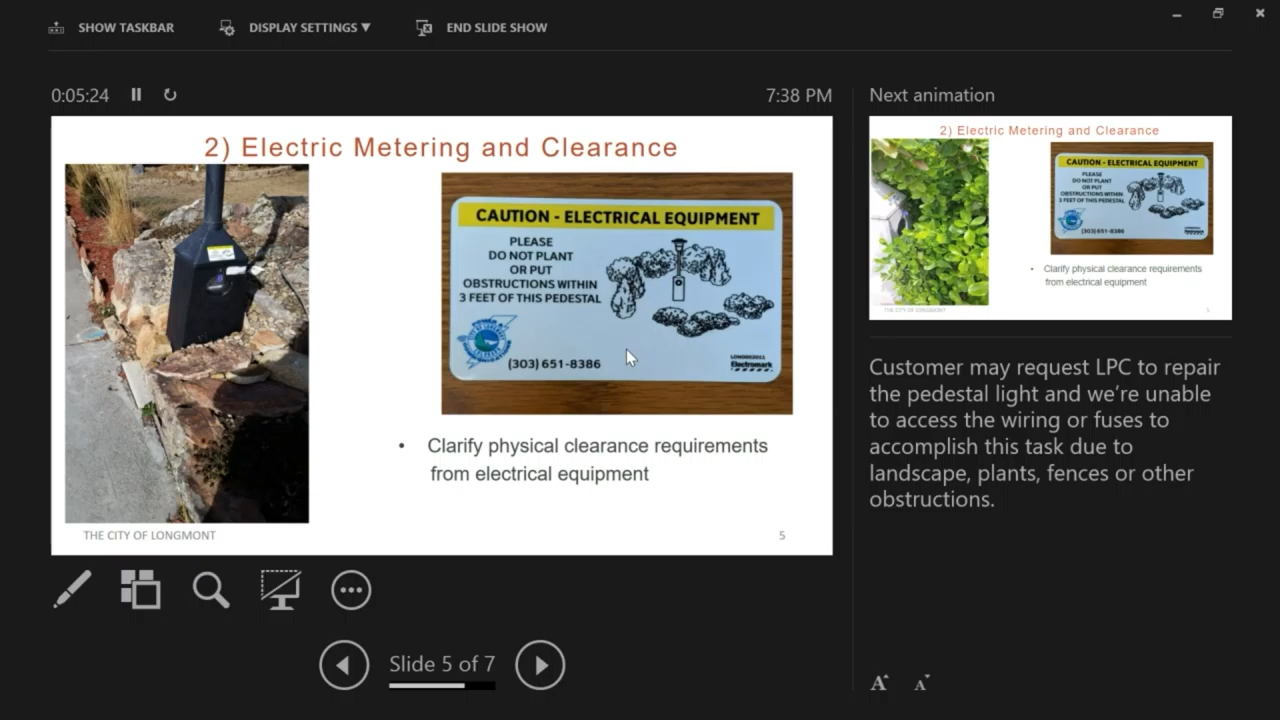 SHOW TASKBAR
DISPLAY SETTINGS ▼
END SLIDE SHOW
0:05:24
7:38 PM
2) Electric Metering and Clearance
CAUTION - ELECTRICAL EQUIPMENT
PLEASE
DO NOT PLANT
OR PUT
OBSTRUCTIONS WITHIN
3 FEET OF THIS PEDESTAL
(303) 651-8386
Electromark
• Clarify physical clearance requirements
from electrical equipment
THE CITY OF LONGMONT
5
Slide 5 of 7
Next animation
2) Electric Metering and Clearance
CAUTION - ELECTRICAL EQUIPMENT
PLEASE
DO NOT PLANT
OR PUT
OBSTRUCTIONS WITHIN
3 FEET OF THIS PEDESTAL
(303) 651-8386
• Clarify physical clearance requirements
from electrical equipment
THE CITY OF LONGMONT
5
Customer may request LPC to repair
the pedestal light and we’re unable
to access the wiring or fuses to
accomplish this task due to
landscape, plants, fences or other
obstructions.
A A